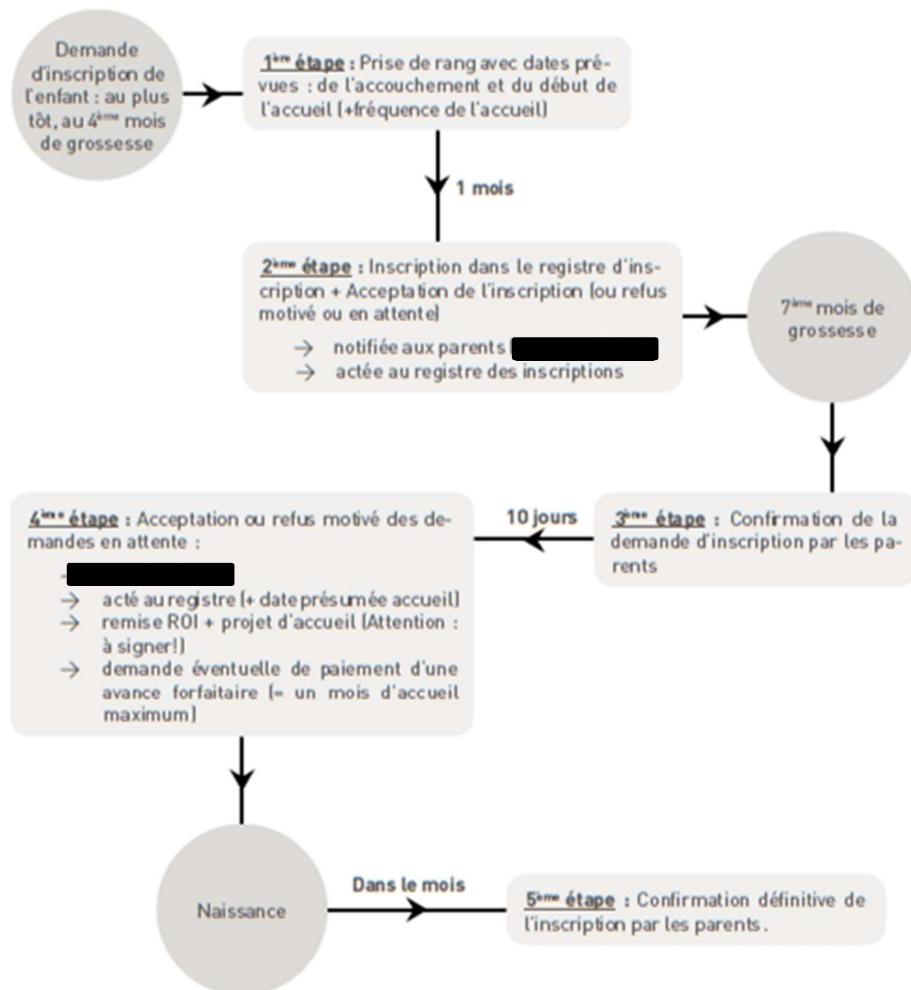 Demande
d'inscription de
l'enfant : au plus
tôt, au 4ème mois
de grossesse
1ère étape : Prise de rang avec dates pré-
vues : de l'accouchement et du début de
l'accueil (+fréquence de l'accueil)
1 mois
2ème étape : Inscription dans le registre d'ins-
cription + Acceptation de l'inscription (ou refus
motivé ou en attente)
→ notifiée aux parents
→ actée au registre des inscriptions
7ième mois de
grossesse
3ème étape : Confirmation de la
demande d'inscription par les pa-
rents
10 jours
4ième étape : Acceptation ou refus motivé des de-
mandes en attente :
→ acté au registre (+ date présumée accueil)
→ remise ROI + projet d'accueil (Attention :
à signer!)
→ demande éventuelle de paiement d'une
avance forfaitaire (= un mois d'accueil
maximum)
Naissance
Dans le mois
5ème étape : Confirmation définitive de
l'inscription par les parents.